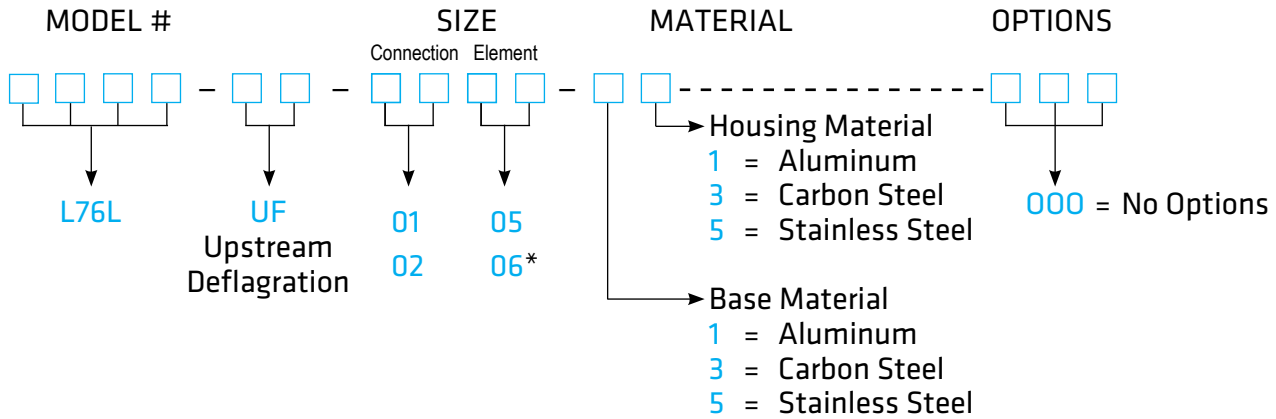 MODEL # SIZE MATERIAL OPTIONS
Connection Element
– – – -----------------
L76L
UF
Upstream
Deflagration
01 05
02 06*
Housing Material
1 = Aluminum
3 = Carbon Steel
5 = Stainless Steel
000 = No Options
Base Material
1 = Aluminum
3 = Carbon Steel
5 = Stainless Steel